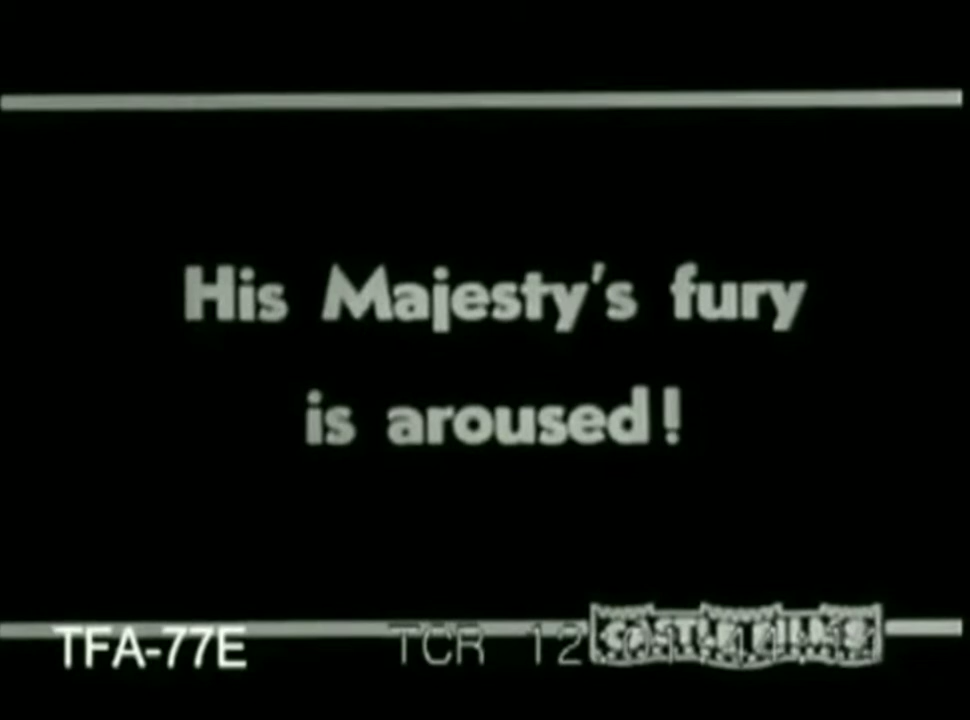 His Majesty's fury
is aroused!
TFA-77E
TCR 12
CASTLE FILMS